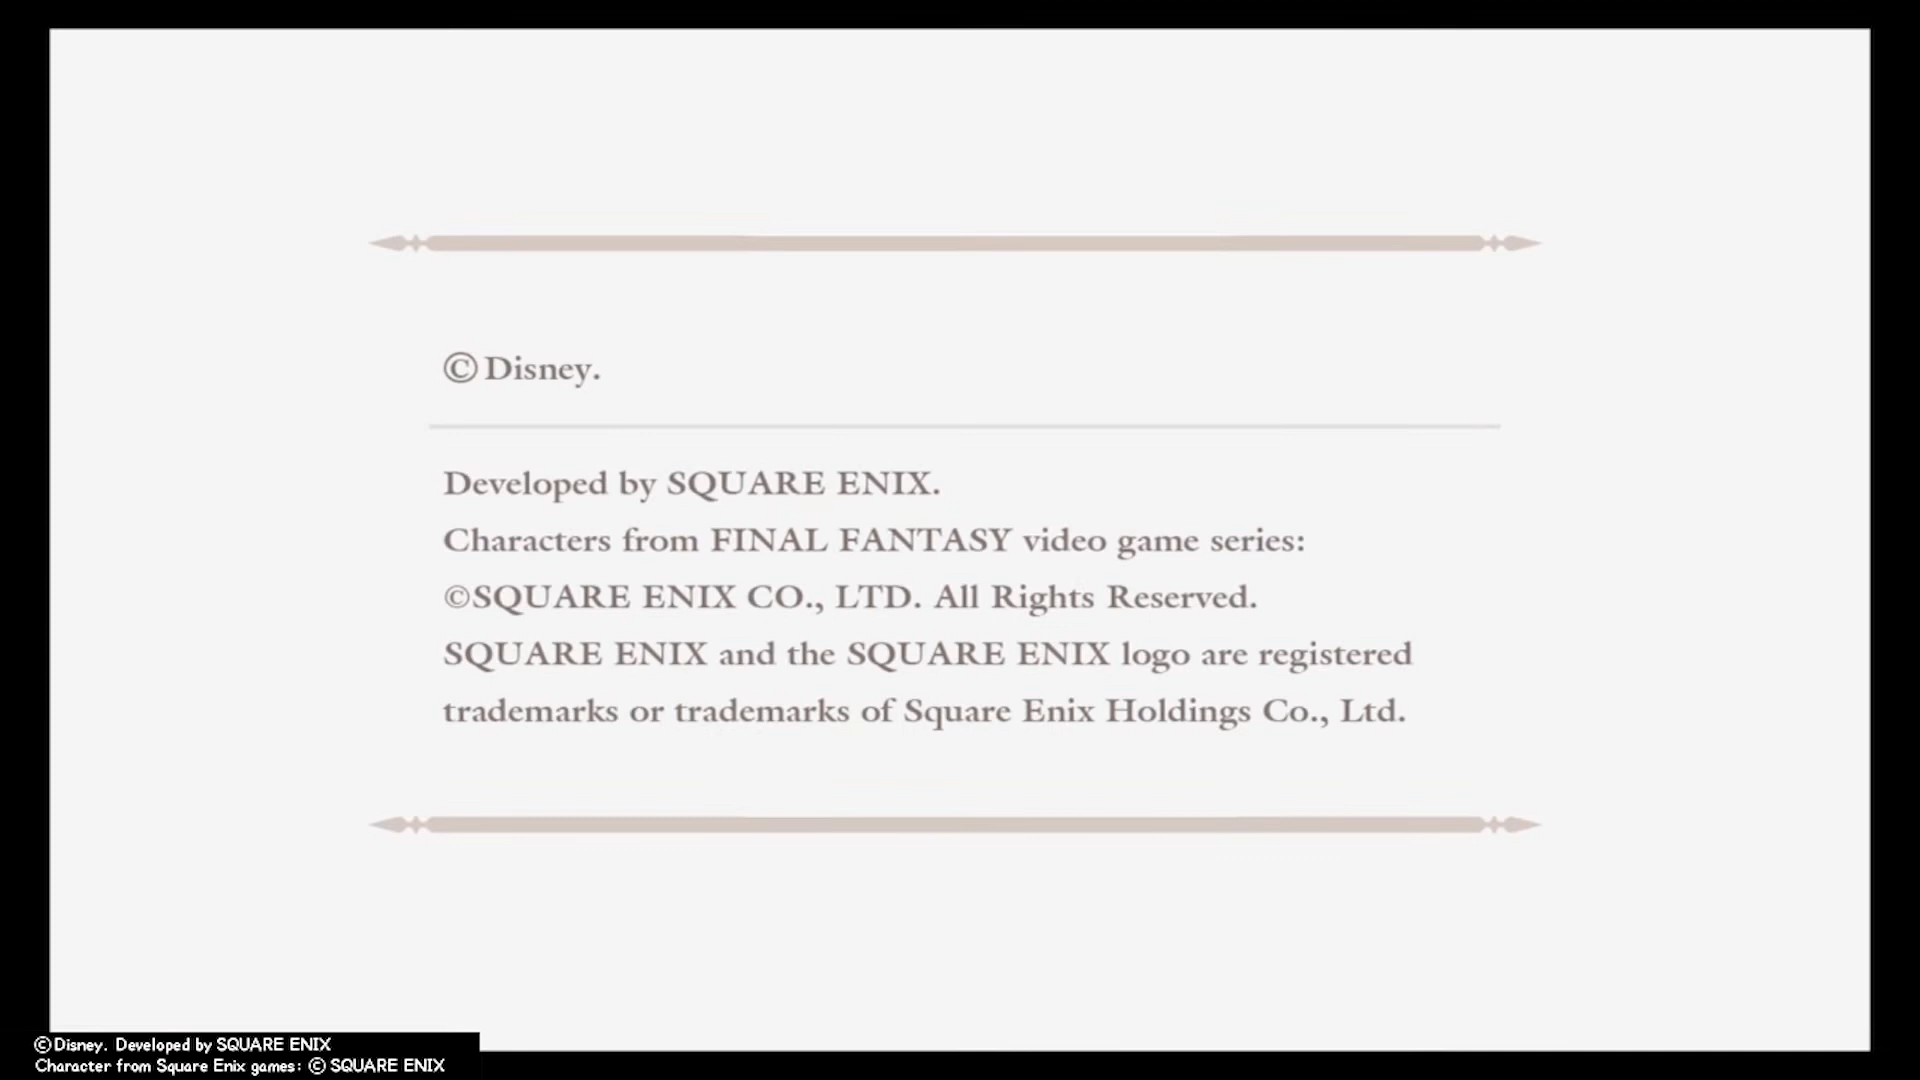 © Disney.
Developed by SQUARE ENIX.
Characters from FINAL FANTASY video game series:
©SQUARE ENIX CO., LTD. All Rights Reserved.
SQUARE ENIX and the SQUARE ENIX logo are registered
trademarks or trademarks of Square Enix Holdings Co., Ltd.
©Disney. Developed by SQUARE ENIX
Character from Square Enix games: © SQUARE ENIX